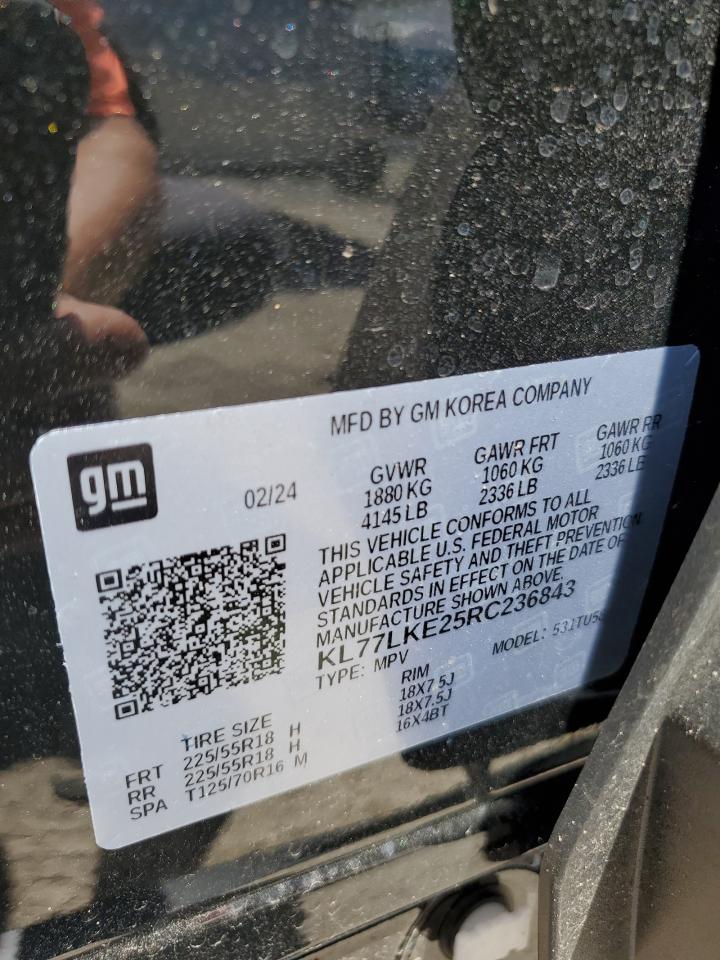 MFD BY GM KOREA COMPANY
gm
02/24
GVWR
1880 KG
4145 LB
GAWR FRT
1060 KG
2336 LB
GAWR RR
1060 KG
2336 LB
THIS VEHICLE CONFORMS TO ALL
APPLICABLE U.S. FEDERAL MOTOR
VEHICLE SAFETY AND THEFT PREVENTION
STANDARDS IN EFFECT ON THE DATE OF
MANUFACTURE SHOWN ABOVE.
KL77LKE25RC236843
TYPE: MPV
MODEL:
TIRE SIZE RIM
FRT 225/55R18 H 18X7.5J
RR 225/55R18 H 18X7.5J
SPA T125/70R16 M 16X4BT